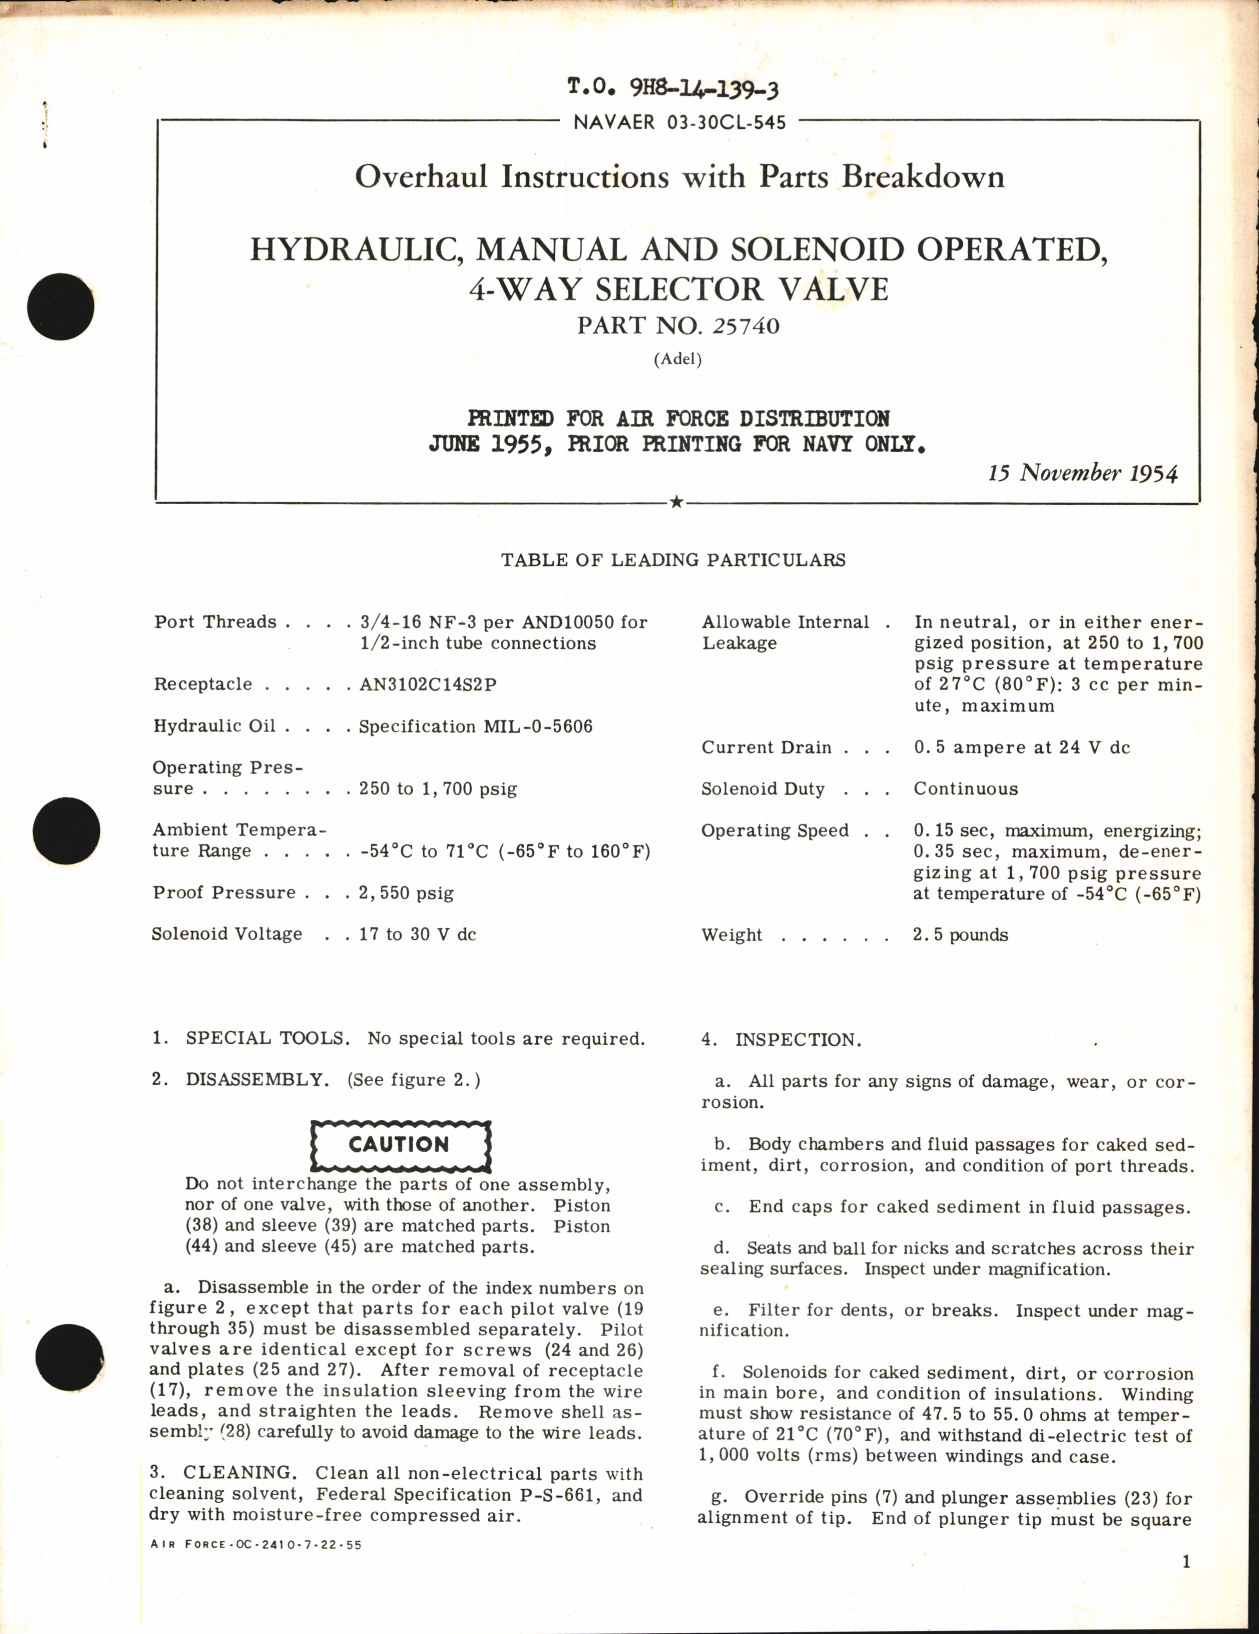 T.O. 9H8-14-139-3
NAVAER 03-30CL-545
Overhaul Instructions with Parts Breakdown
HYDRAULIC, MANUAL AND SOLENOID OPERATED,
4-WAY SELECTOR VALVE
PART NO. 25740
(Adel)
PRINTED FOR AIR FORCE DISTRIBUTION
JUNE 1955, PRIOR PRINTING FOR NAVY ONLY.
15 November 1954
TABLE OF LEADING PARTICULARS
Port Threads . . . . 3/4-16 NF-3 per AND10050 for
1/2-inch tube connections
Receptacle . . . . . AN3102C14S2P
Hydraulic Oil . . . . Specification MIL-O-5606
Operating Pres-
sure . . . . . . . . 250 to 1,700 psig
Ambient Tempera-
ture Range . . . . . -54°C to 71°C (-65°F to 160°F)
Proof Pressure . . . 2,550 psig
Solenoid Voltage . . 17 to 30 V dc
Allowable Internal . In neutral, or in either ener-
Leakage gized position, at 250 to 1,700
psig pressure at temperature
of 27°C (80°F): 3 cc per min-
ute, maximum
Current Drain . . . 0.5 ampere at 24 V dc
Solenoid Duty . . . Continuous
Operating Speed . . 0.15 sec, maximum, energizing;
0.35 sec, maximum, de-ener-
gizing at 1,700 psig pressure
at temperature of -54°C (-65°F)
Weight . . . . . . 2.5 pounds
1. SPECIAL TOOLS. No special tools are required.
2. DISASSEMBLY. (See figure 2.)
CAUTION
Do not interchange the parts of one assembly,
nor of one valve, with those of another. Piston
(38) and sleeve (39) are matched parts. Piston
(44) and sleeve (45) are matched parts.
a. Disassemble in the order of the index numbers on
figure 2, except that parts for each pilot valve (19
through 35) must be disassembled separately. Pilot
valves are identical except for screws (24 and 26)
and plates (25 and 27). After removal of receptacle
(17), remove the insulation sleeving from the wire
leads, and straighten the leads. Remove shell as-
sembly (28) carefully to avoid damage to the wire leads.
3. CLEANING. Clean all non-electrical parts with
cleaning solvent, Federal Specification P-S-661, and
dry with moisture-free compressed air.
AIR FORCE-OC-2410-7-22-55
4. INSPECTION.
a. All parts for any signs of damage, wear, or cor-
rosion.
b. Body chambers and fluid passages for caked sed-
iment, dirt, corrosion, and condition of port threads.
c. End caps for caked sediment in fluid passages.
d. Seats and ball for nicks and scratches across their
sealing surfaces. Inspect under magnification.
e. Filter for dents, or breaks. Inspect under mag-
nification.
f. Solenoids for caked sediment, dirt, or corrosion
in main bore, and condition of insulations. Winding
must show resistance of 47.5 to 55.0 ohms at temper-
ature of 21°C (70°F), and withstand di-electric test of
1,000 volts (rms) between windings and case.
g. Override pins (7) and plunger assemblies (23) for
alignment of tip. End of plunger tip must be square
1